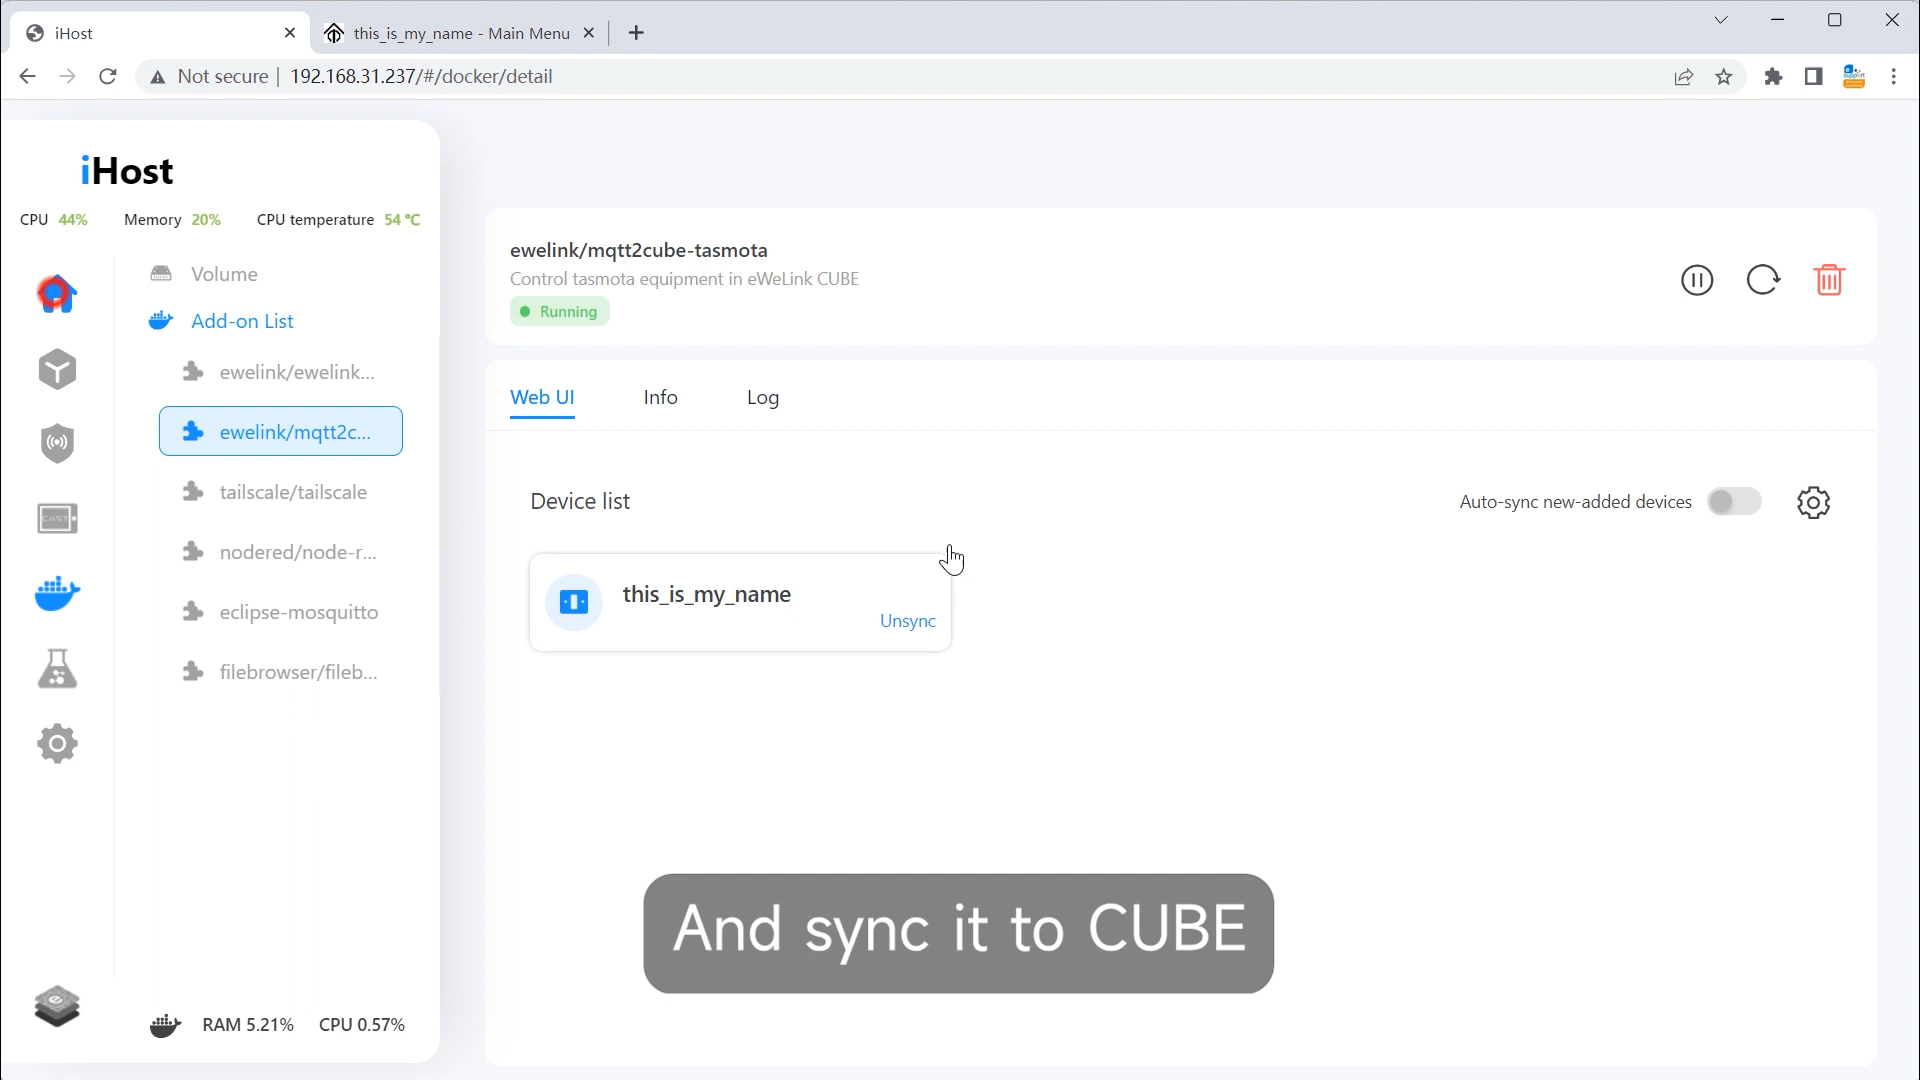 iHost
this_is_my_name - Main Menu
Not secure
192.168.31.237/#/docker/detail
iHost
CPU 44%
Memory 20%
CPU temperature 54 ℃
Volume
Add-on List
ewelink/ewelink...
ewelink/mqtt2c...
tailscale/tailscale
nodered/node-r...
eclipse-mosquitto
filebrowser/fileb...
CAST
RAM 5.21%
CPU 0.57%
ewelink/mqtt2cube-tasmota
Control tasmota equipment in eWeLink CUBE
Running
Web UI
Info
Log
Device list
Auto-sync new-added devices
this_is_my_name
Unsync
And sync it to CUBE